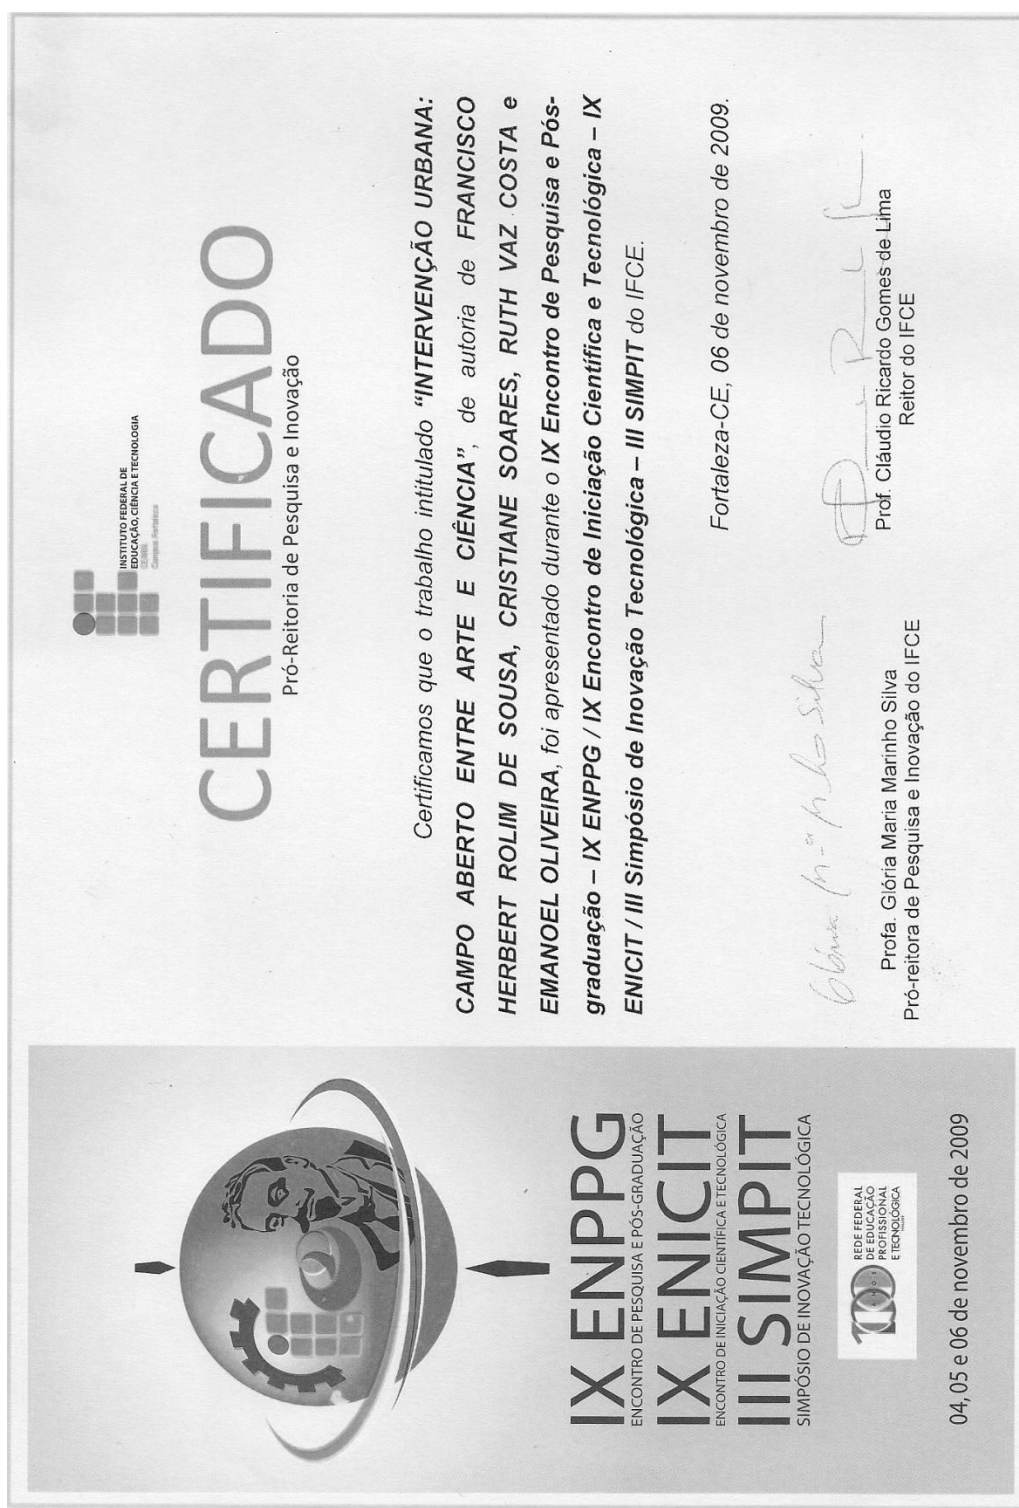 INSTITUTO FEDERAL DE
EDUCAÇÃO, CIÊNCIA E TECNOLOGIA
CEARÁ
Campus Fortaleza
CERTIFICADO
Pró-Reitoria de Pesquisa e Inovação
Certificamos que o trabalho intitulado "INTERVENÇÃO URBANA:
CAMPO ABERTO ENTRE ARTE E CIÊNCIA", de autoria de FRANCISCO
HERBERT ROLIM DE SOUSA, CRISTIANE SOARES, RUTH VAZ COSTA e
EMANOEL OLIVEIRA, foi apresentado durante o IX Encontro de Pesquisa e Pós-
graduação – IX ENPPG / IX Encontro de Iniciação Científica e Tecnológica – IX
ENICIT / III Simpósio de Inovação Tecnológica – III SIMPIT do IFCE.
Fortaleza-CE, 06 de novembro de 2009.
Profa. Glória Maria Marinho Silva
Pró-reitora de Pesquisa e Inovação do IFCE
Prof. Cláudio Ricardo Gomes de Lima
Reitor do IFCE
IX ENPPG
ENCONTRO DE PESQUISA E PÓS-GRADUAÇÃO
IX ENICIT
ENCONTRO DE INICIAÇÃO CIENTÍFICA E TECNOLÓGICA
III SIMPIT
SIMPÓSIO DE INOVAÇÃO TECNOLÓGICA
100
ANOS
REDE FEDERAL
DE EDUCAÇÃO
PROFISSIONAL
E TECNOLÓGICA
04, 05 e 06 de novembro de 2009